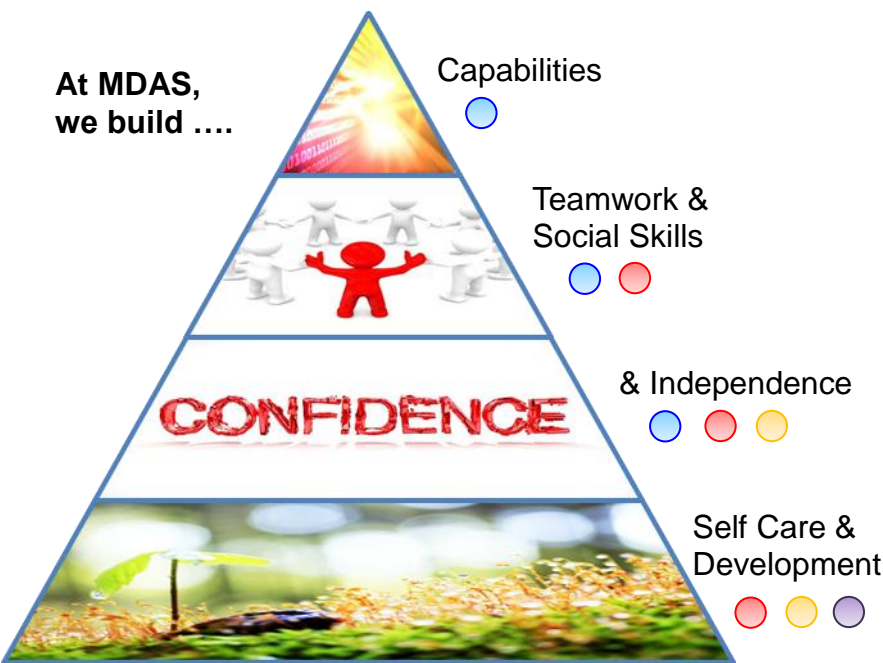 At MDAS,
we build ….
Capabilities
Teamwork &
Social Skills
CONFIDENCE
& Independence
Self Care &
Development